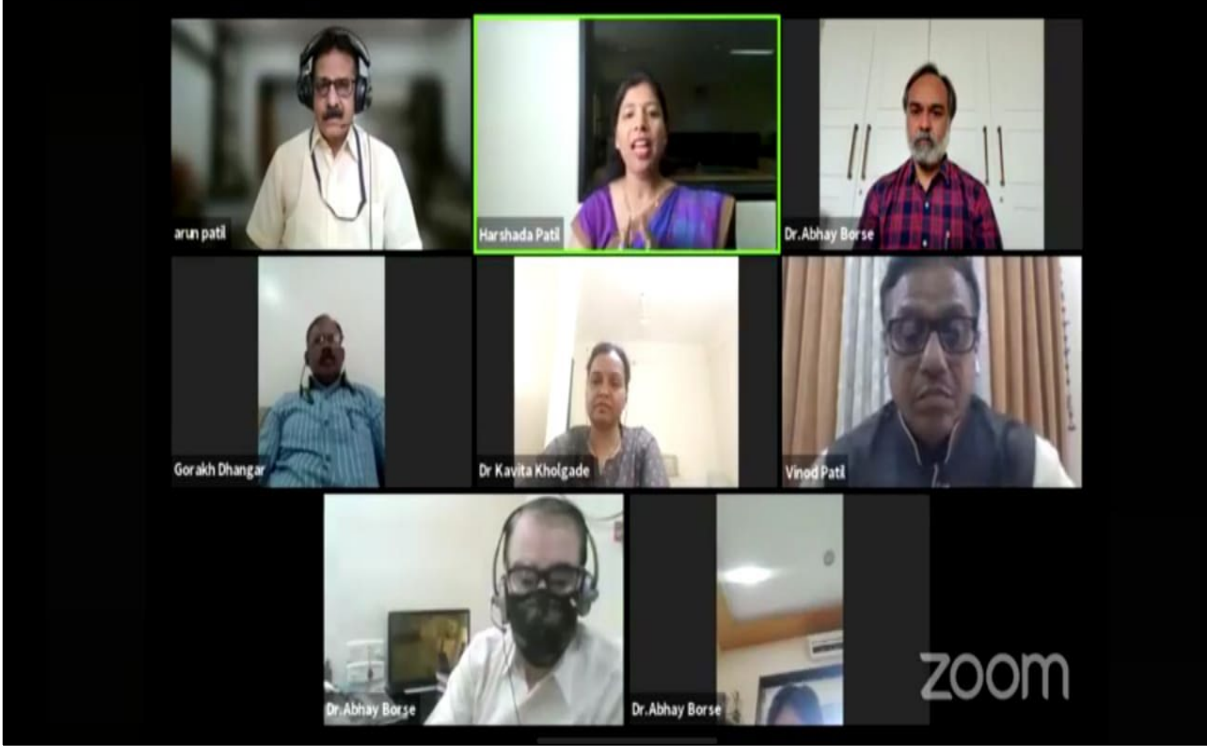 arun patil
Harshada Patil
Dr.Abhay Borse
Gorakh Dhangar
Dr Kavita Kholgade
Vinod Patil
Dr.Abhay Borse
Dr.Abhay Borse
zoom